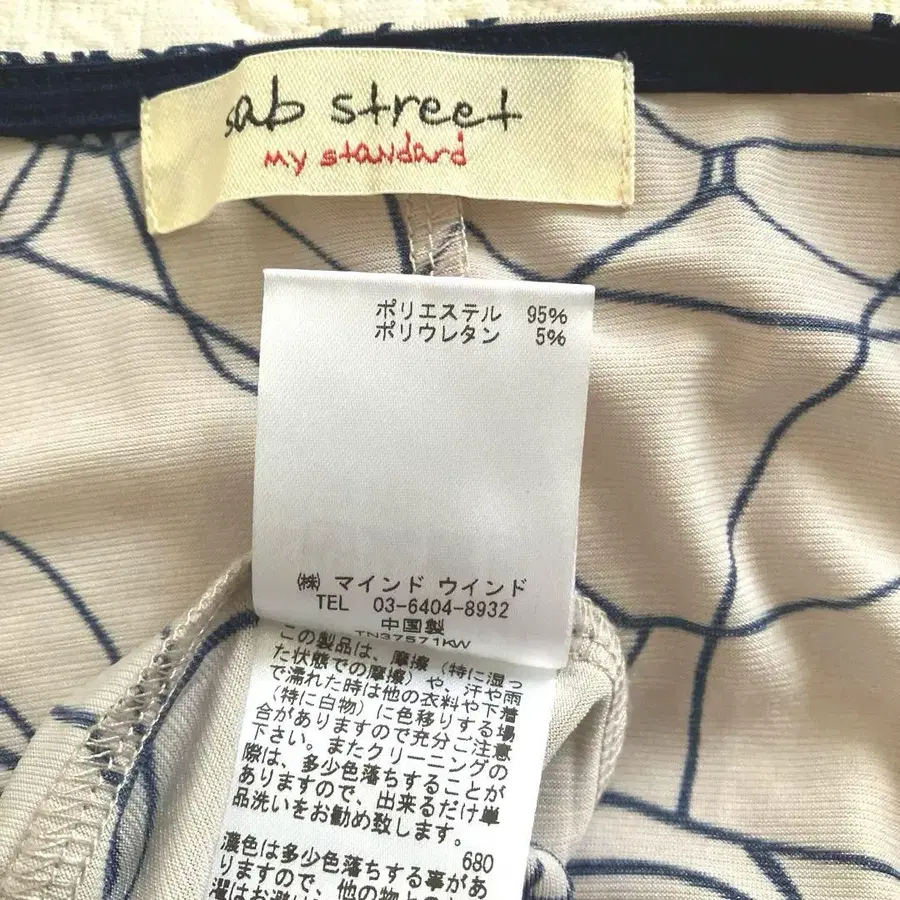 sab street
my standard
ポリエステル 95%
ポリウレタン 5%
㈱ マインド ウインド
TEL 03-6404-8932
中国製
TN37571KW
この製品は、摩擦(特に湿っ
た状態での摩擦)や、汗や雨
で濡れた時は他の衣料や下着
(特に白物)に色移りする場
合がありますので充分ご注意
下さい。またクリーニングの
際は、多少色落ちすることが
ありますので、出来るだけ単
品洗いをお勧め致します。
680
濃色は多少色落ちする事があ
りますので、他の物との
濯はお避け